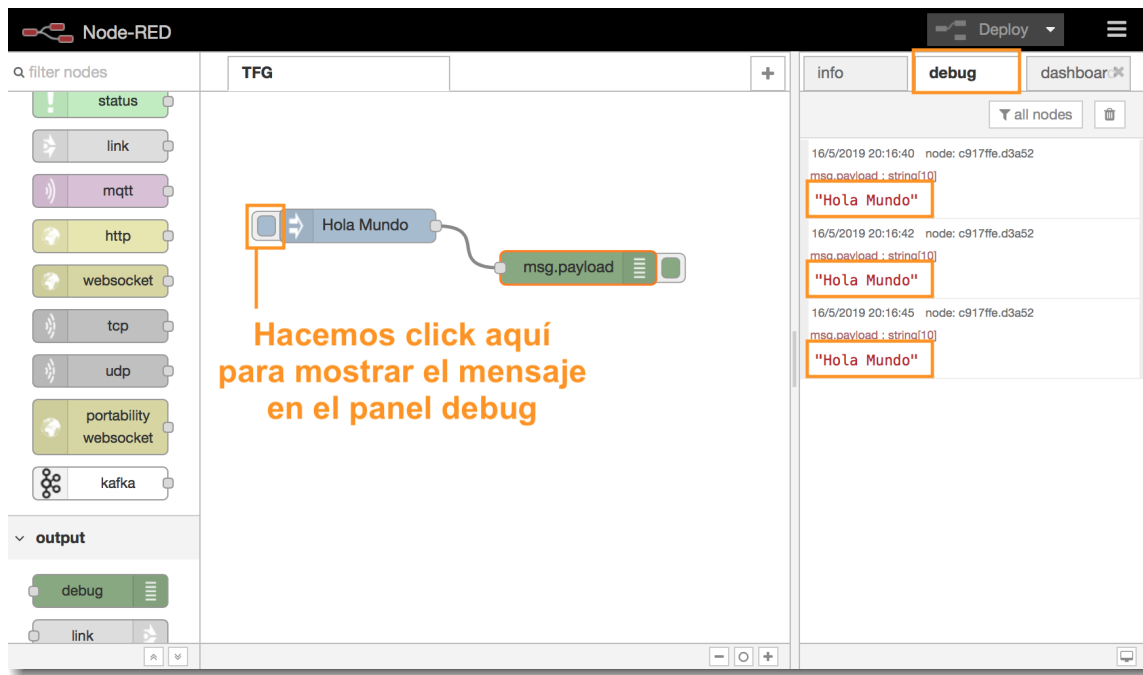 Node-RED
Deploy
filter nodes
status
link
mqtt
http
websocket
tcp
udp
portability
websocket
kafka
output
debug
link
TFG
Hola Mundo
msg.payload
Hacemos click aquí
para mostrar el mensaje
en el panel debug
info
debug
dashboar
all nodes
16/5/2019 20:16:40 node: c917ffe.d3a52
msg.payload : string[10]
"Hola Mundo"
16/5/2019 20:16:42 node: c917ffe.d3a52
msg.payload : string[10]
"Hola Mundo"
16/5/2019 20:16:45 node: c917ffe.d3a52
msg.payload : string[10]
"Hola Mundo"